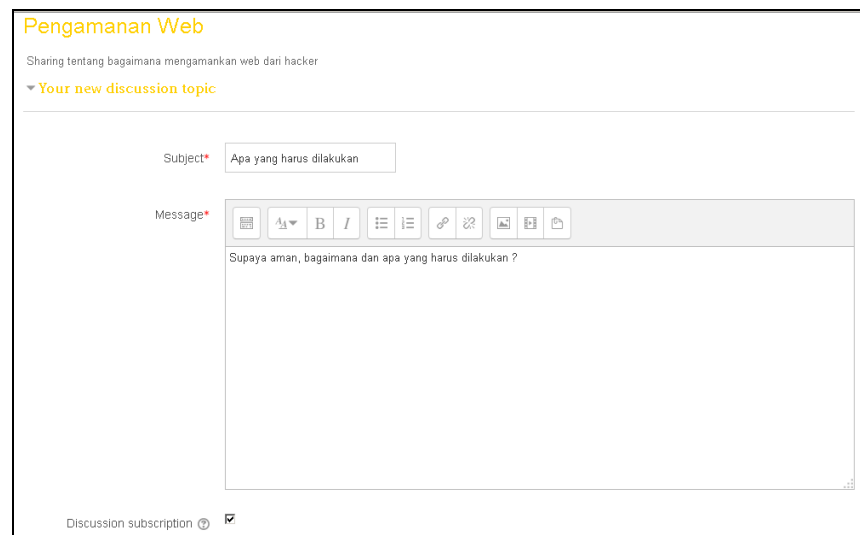 Pengamanan Web
Sharing tentang bagaimana mengamankan web dari hacker
Your new discussion topic
Subject* Apa yang harus dilakukan
Message*
B I
Supaya aman, bagaimana dan apa yang harus dilakukan ?
Discussion subscription